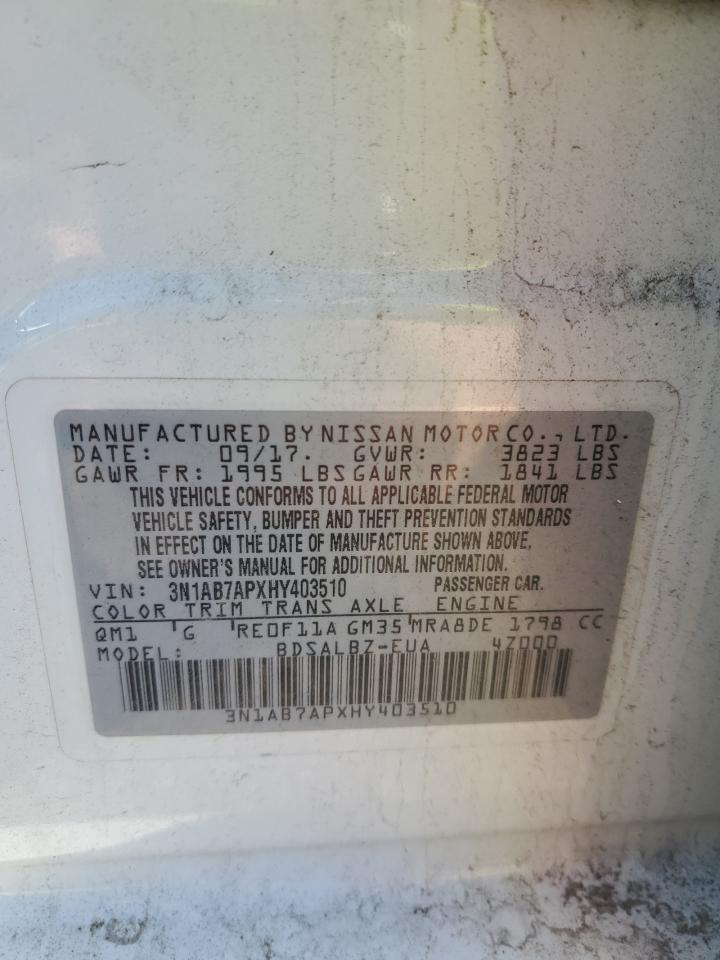 MANUFACTURED BY NISSAN MOTOR CO., LTD.
DATE: 09/17. GVWR: 3823 LBS
GAWR FR: 1995 LBS GAWR RR: 1841 LBS
THIS VEHICLE CONFORMS TO ALL APPLICABLE FEDERAL MOTOR
VEHICLE SAFETY, BUMPER AND THEFT PREVENTION STANDARDS
IN EFFECT ON THE DATE OF MANUFACTURE SHOWN ABOVE.
SEE OWNER'S MANUAL FOR ADDITIONAL INFORMATION.
VIN: 3N1AB7APXHY403510 PASSENGER CAR.
COLOR TRIM TRANS AXLE ENGINE
QM1 G RE0F11A GM35 MRA8DE 1798 CC
MODEL: BDSALBZ-EUA 4Z000
3N1AB7APXHY403510